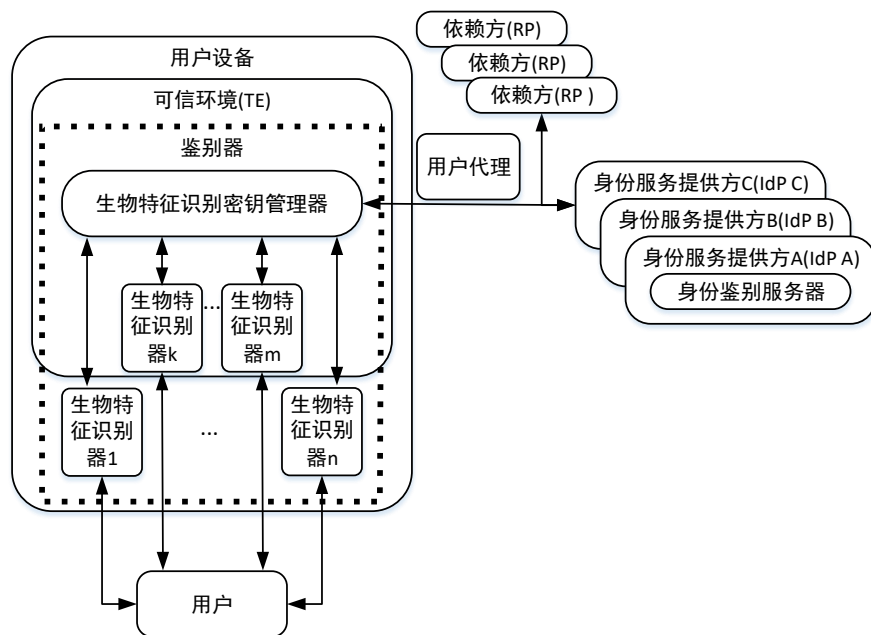 依赖方(RP)
依赖方(RP)
依赖方(RP )
用户设备
可信环境(TE)
鉴别器
生物特征识别密钥管理器
用户代理
身份服务提供方C(IdP C)
身份服务提供方B(IdP B)
身份服务提供方A(IdP A)
身份鉴别服务器
生物特
征识别
器k
...
生物特
征识别
器m
生物特
征识别
器1
...
生物特
征识别
器n
用户